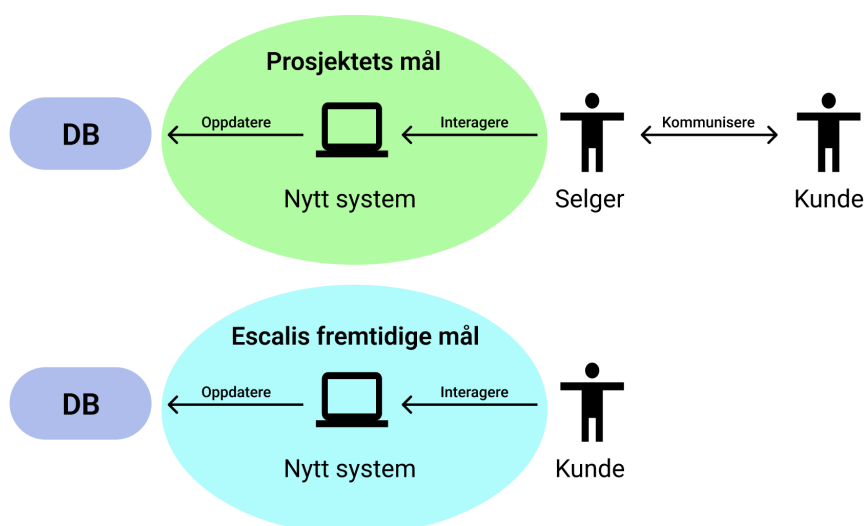 Prosjektets mål
DB
Oppdatere
Interagere
Kommunisere
Nytt system
Selger
Kunde
Escalis fremtidige mål
DB
Oppdatere
Interagere
Nytt system
Kunde